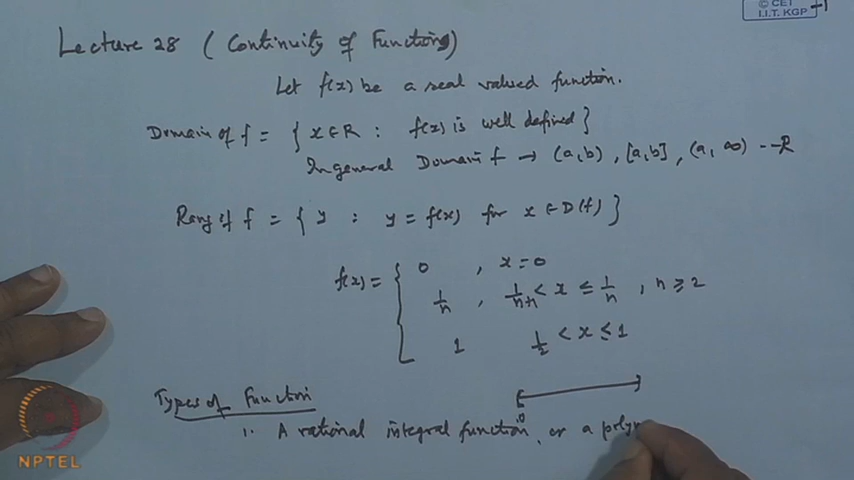 © CET
I.I.T. KGP
Lecture 28 ( Continuity of Functions)
Let f(x) be a real valued function.
Domain of f = { x ∈ R : f(x) is well defined }
In general Domain f → (a, b) , [a, b] , (a, ∞) -- R
Range of f = { y : y = f(x) for x ∈ D(f) }
f(x) = { 0 , x = 0
1/n , 1/n+1 < x ≤ 1/n , n ≥ 2
1 1/2 < x ≤ 1
Types of Function
0
1. A rational integral function, or a polyn
NPTEL